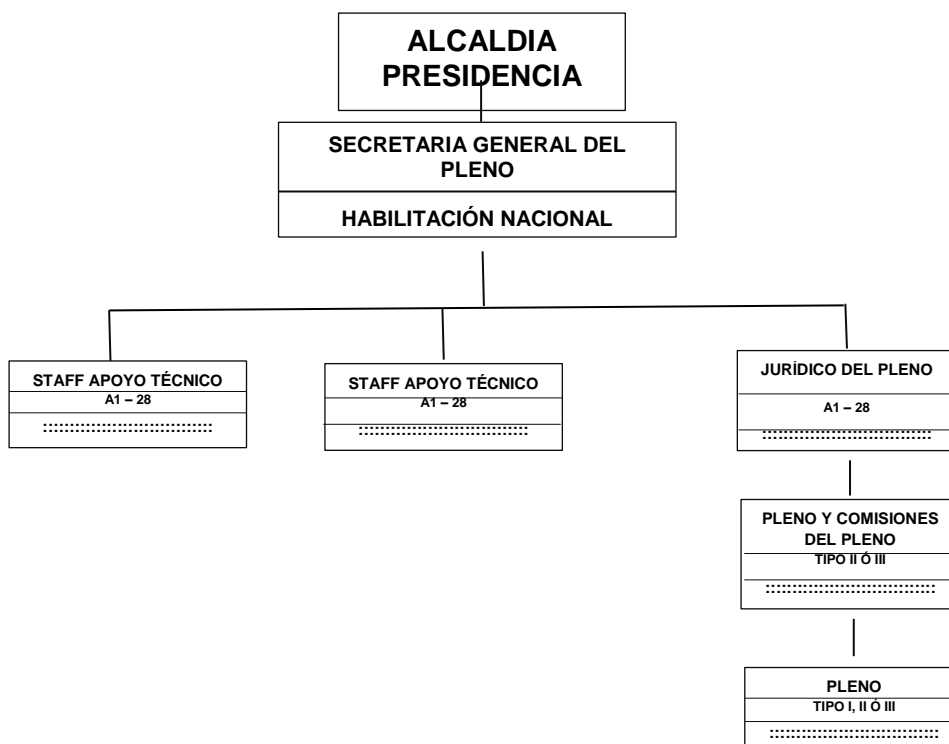 ALCALDIA
PRESIDENCIA
SECRETARIA GENERAL DEL
PLENO
HABILITACIÓN NACIONAL
STAFF APOYO TÉCNICO
A1 – 28
::::::::::::::::::::::::::::::::
STAFF APOYO TÉCNICO
A1 – 28
::::::::::::::::::::::::::::::::
JURÍDICO DEL PLENO
A1 – 28
::::::::::::::::::::::::::::::::
PLENO Y COMISIONES
DEL PLENO
TIPO II Ó III
::::::::::::::::::::::::::::::::
PLENO
TIPO I, II Ó III
::::::::::::::::::::::::::::::::